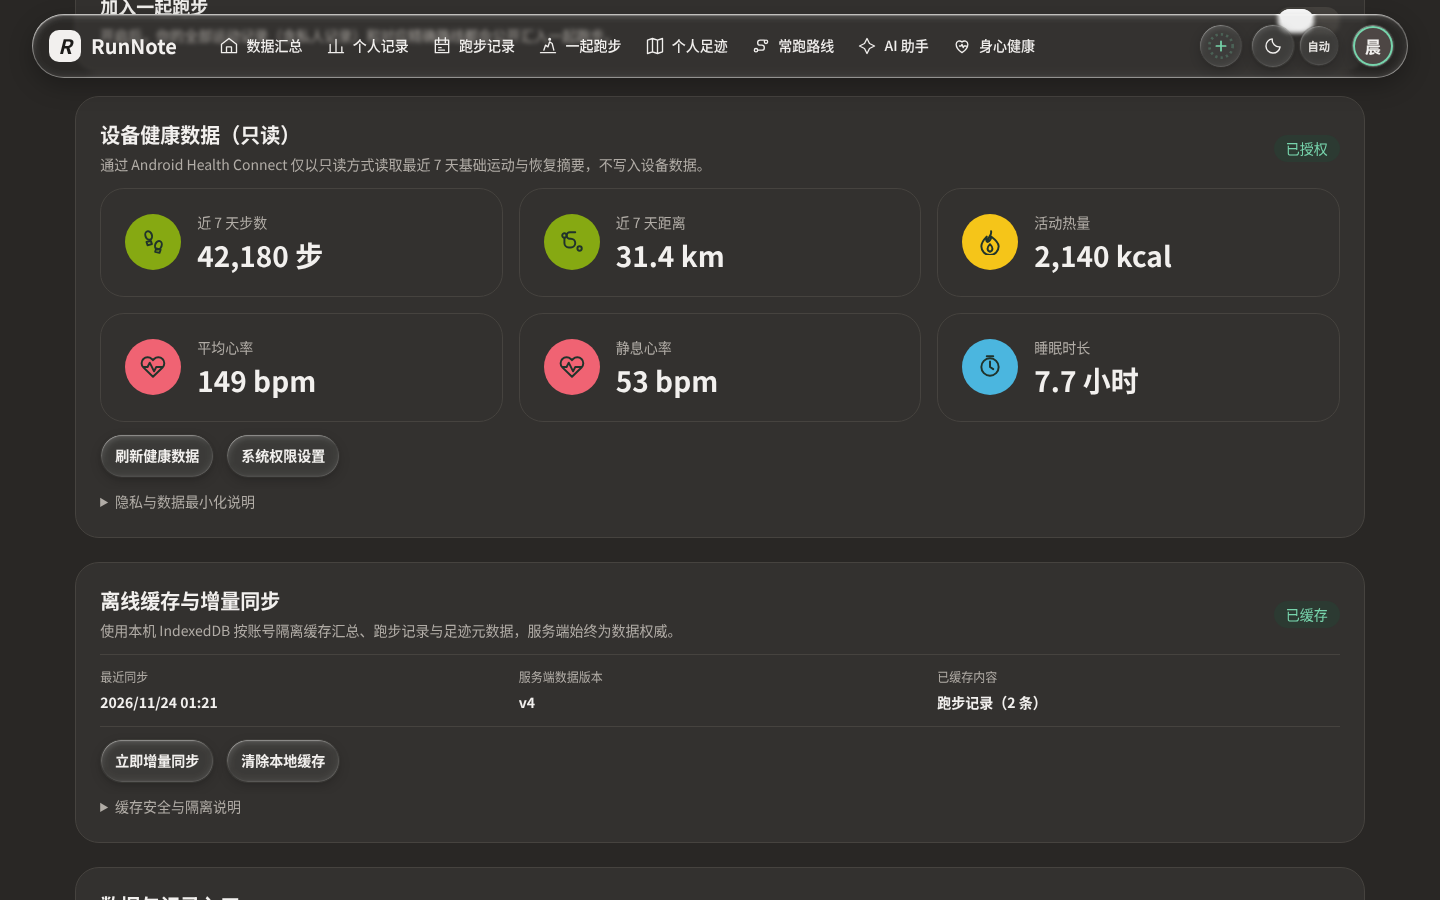 加入一起跑步
R RunNote 数据汇总 个人记录 跑步记录 一起跑步 个人足迹 常跑路线 AI 助手 身心健康 自动 晨
设备健康数据（只读）
通过 Android Health Connect 仅以只读方式读取最近 7 天基础运动与恢复摘要，不写入设备数据。
已授权
近 7 天步数
42,180 步
近 7 天距离
31.4 km
活动热量
2,140 kcal
平均心率
149 bpm
静息心率
53 bpm
睡眠时长
7.7 小时
刷新健康数据 系统权限设置
隐私与数据最小化说明
离线缓存与增量同步
使用本机 IndexedDB 按账号隔离缓存汇总、跑步记录与足迹元数据，服务端始终为数据权威。
已缓存
最近同步
2026/11/24 01:21
服务端数据版本
v4
已缓存内容
跑步记录（2 条）
立即增量同步 清除本地缓存
缓存安全与隔离说明